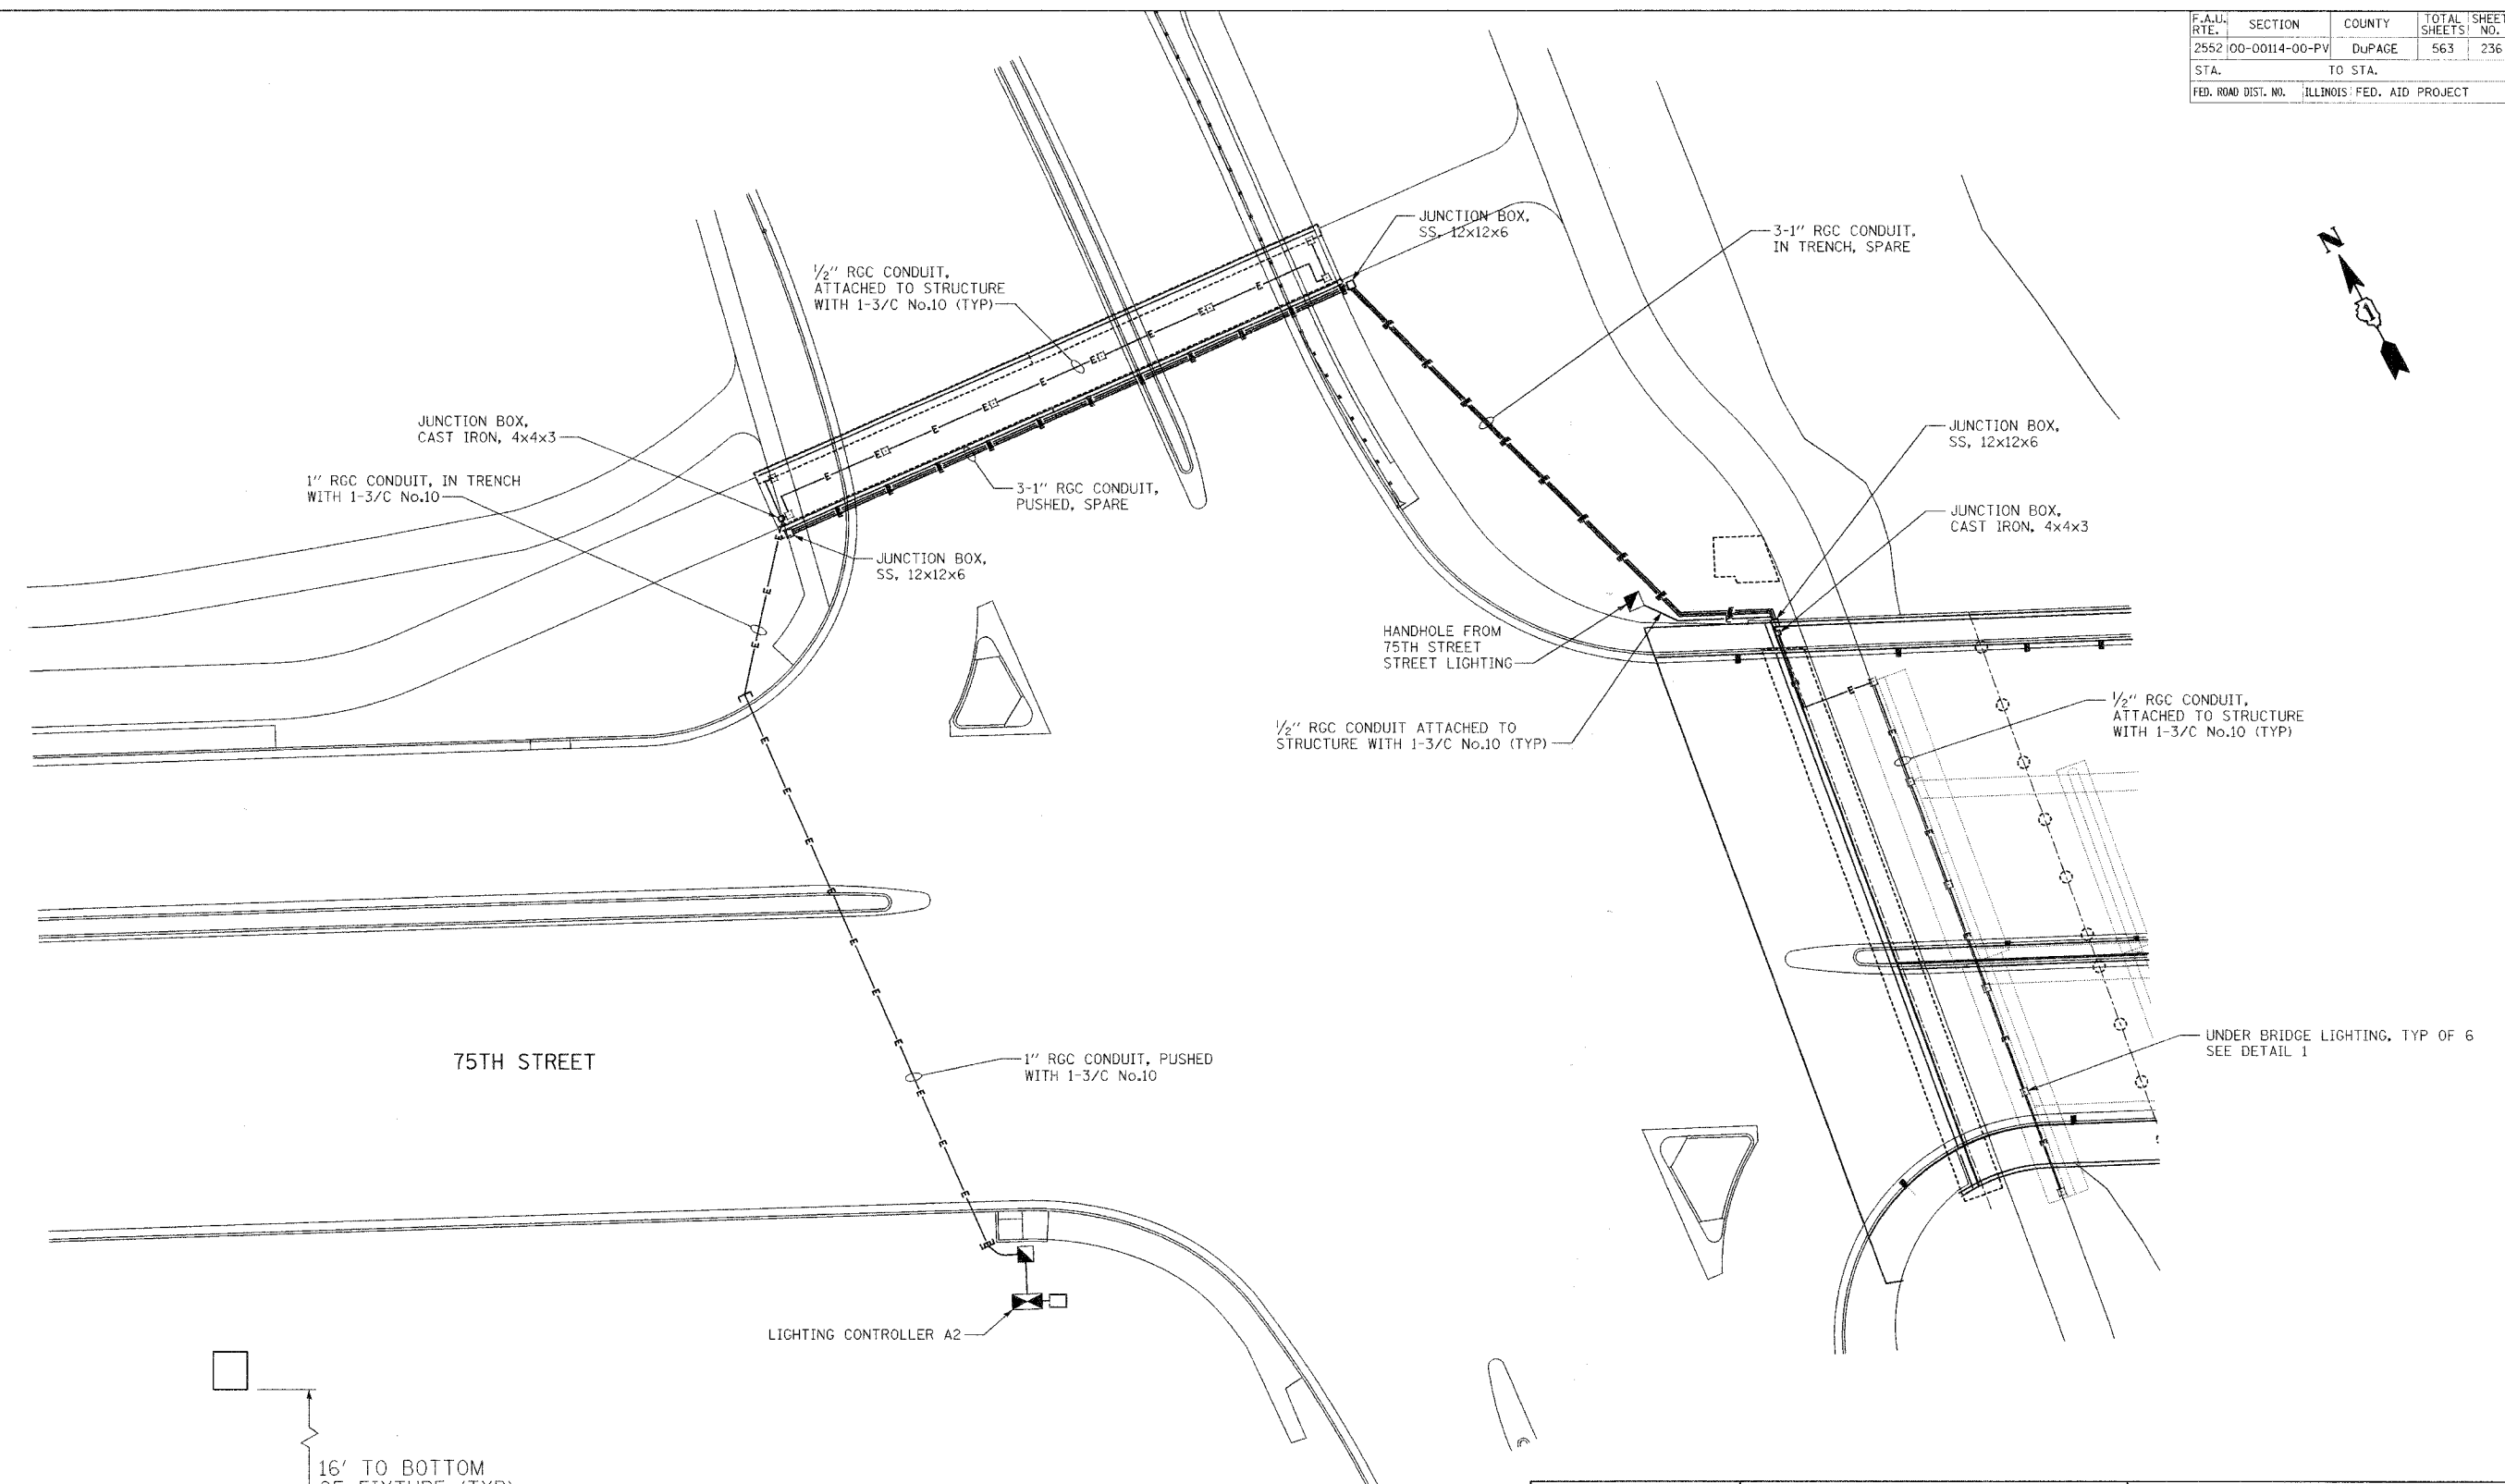 F.A.U. RTE. SECTION COUNTY TOTAL SHEETS SHEET NO.
2552 00-00114-00-PV DuPAGE 563 236
STA. TO STA.
FED. ROAD DIST. NO. ILLINOIS FED. AID PROJECT
N
JUNCTION BOX,
SS, 12x12x6
3-1" RGC CONDUIT,
IN TRENCH, SPARE
1/2" RGC CONDUIT,
ATTACHED TO STRUCTURE
WITH 1-3/C No.10 (TYP)
JUNCTION BOX,
CAST IRON, 4x4x3
JUNCTION BOX,
SS, 12x12x6
1" RGC CONDUIT, IN TRENCH
WITH 1-3/C No.10
3-1" RGC CONDUIT,
PUSHED, SPARE
JUNCTION BOX,
CAST IRON, 4x4x3
JUNCTION BOX,
SS, 12x12x6
HANDHOLE FROM
75TH STREET
STREET LIGHTING
1/2" RGC CONDUIT,
ATTACHED TO STRUCTURE
WITH 1-3/C No.10 (TYP)
1/2" RGC CONDUIT ATTACHED TO
STRUCTURE WITH 1-3/C No.10 (TYP)
UNDER BRIDGE LIGHTING, TYP OF 6
SEE DETAIL 1
75TH STREET
1" RGC CONDUIT, PUSHED
WITH 1-3/C No.10
LIGHTING CONTROLLER A2
16' TO BOTTOM
OF FIXTURE (TYP)